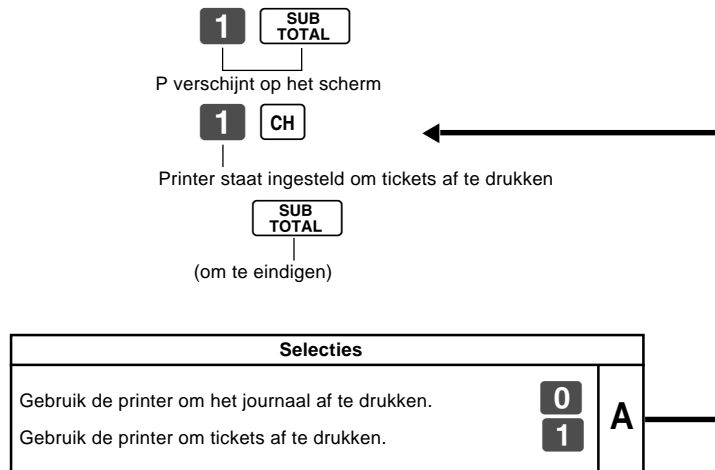 1 SUB TOTAL
P verschijnt op het scherm
1 CH
Printer staat ingesteld om tickets af te drukken
SUB TOTAL
(om te eindigen)
Selecties
Gebruik de printer om het journaal af te drukken. 0
A
Gebruik de printer om tickets af te drukken. 1